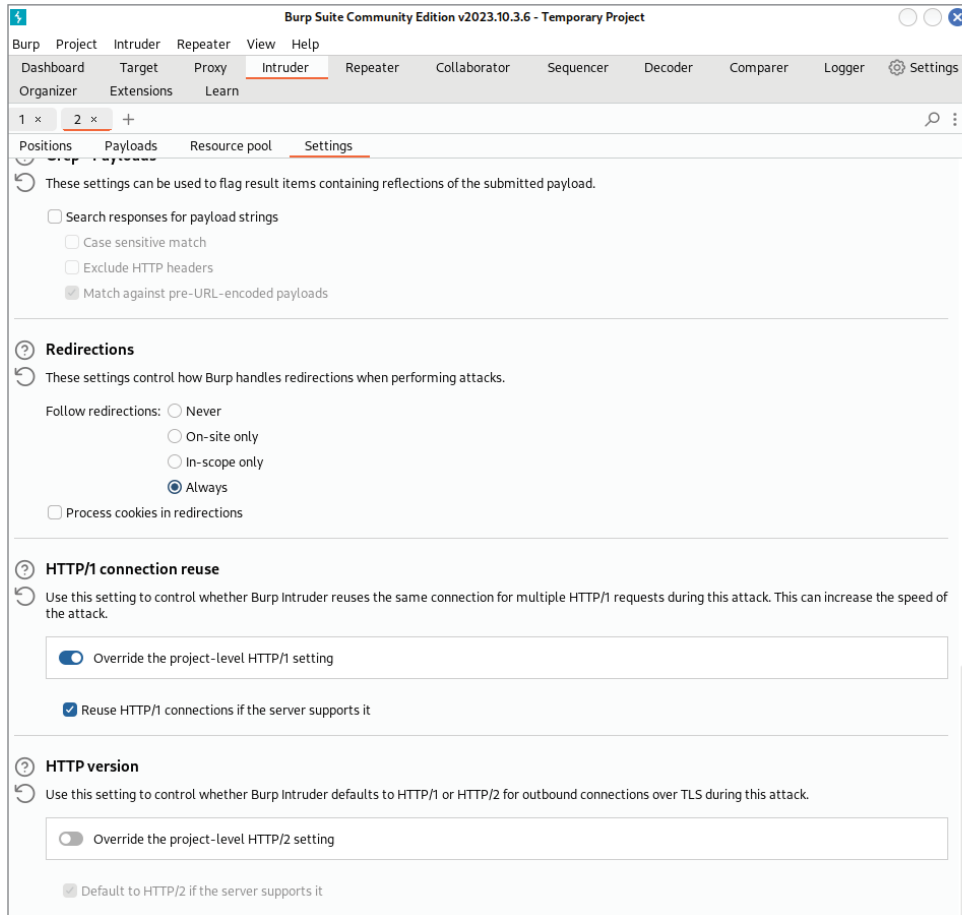 Burp Suite Community Edition v2023.10.3.6 - Temporary Project
Burp Project Intruder Repeater View Help
Dashboard Target Proxy Intruder Repeater Collaborator Sequencer Decoder Comparer Logger Settings
Organizer Extensions Learn
1 × 2 × +
Positions Payloads Resource pool Settings
Grep - Payloads
These settings can be used to flag result items containing reflections of the submitted payload.
Search responses for payload strings
Case sensitive match
Exclude HTTP headers
Match against pre-URL-encoded payloads
Redirections
These settings control how Burp handles redirections when performing attacks.
Follow redirections: Never
On-site only
In-scope only
Always
Process cookies in redirections
HTTP/1 connection reuse
Use this setting to control whether Burp Intruder reuses the same connection for multiple HTTP/1 requests during this attack. This can increase the speed of
the attack.
Override the project-level HTTP/1 setting
Reuse HTTP/1 connections if the server supports it
HTTP version
Use this setting to control whether Burp Intruder defaults to HTTP/1 or HTTP/2 for outbound connections over TLS during this attack.
Override the project-level HTTP/2 setting
Default to HTTP/2 if the server supports it